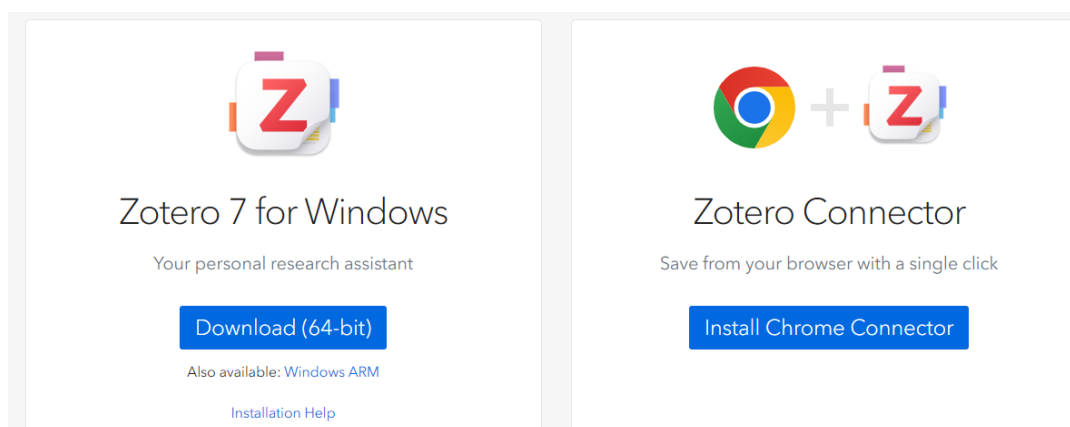 Z
Z
Zotero 7 for Windows
Your personal research assistant
Download (64-bit)
Also available: Windows ARM
Installation Help
Zotero Connector
Save from your browser with a single click
Install Chrome Connector